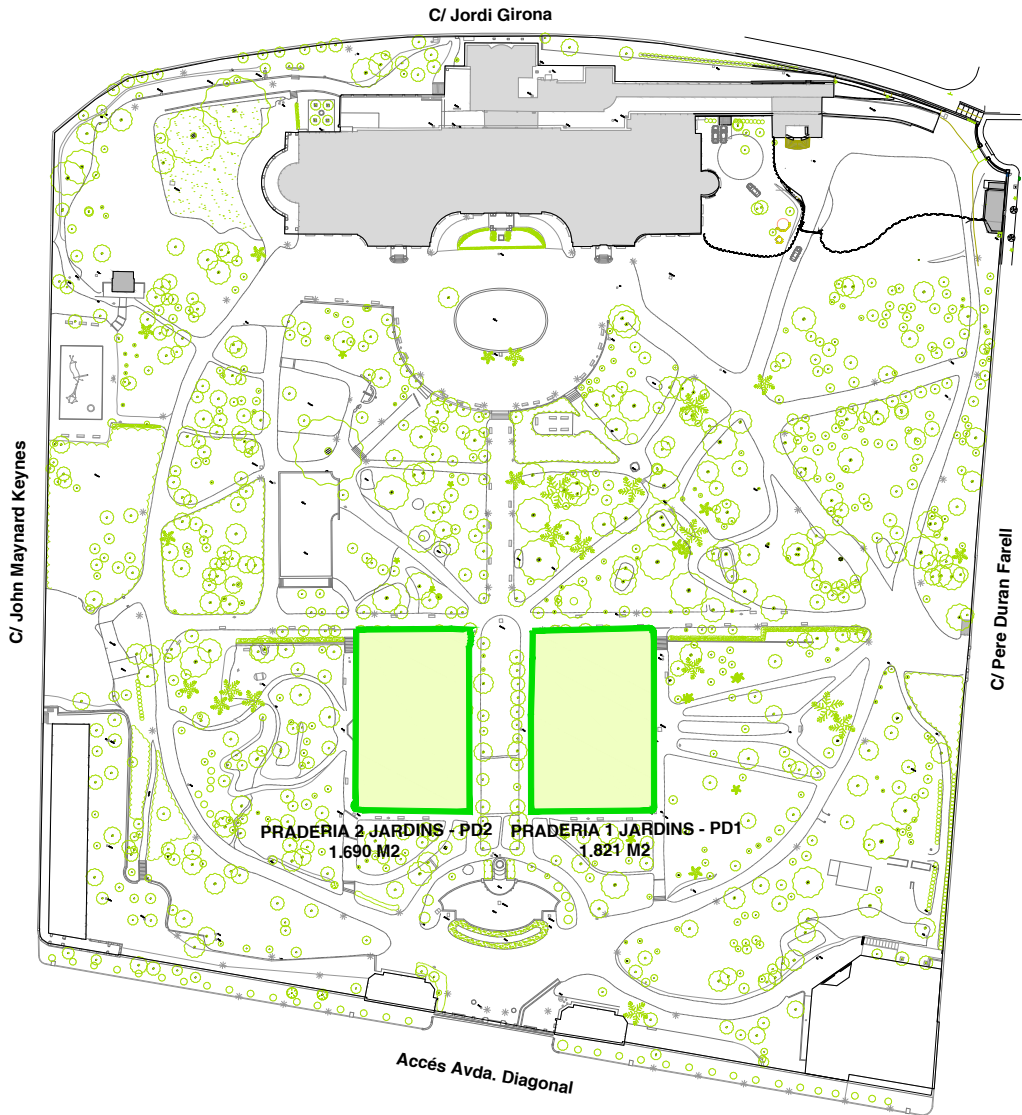 C/ Jordi Girona
C/ John Maynard Keynes
C/ Pere Duran Farell
PRADERIA 2 JARDINS - PD2
1.690 M2
PRADERIA 1 JARDINS - PD1
1.821 M2
Accés Avda. Diagonal